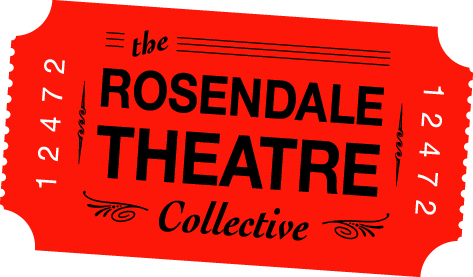 the
ROSENDALE
THEATRE
Collective
12472
12472